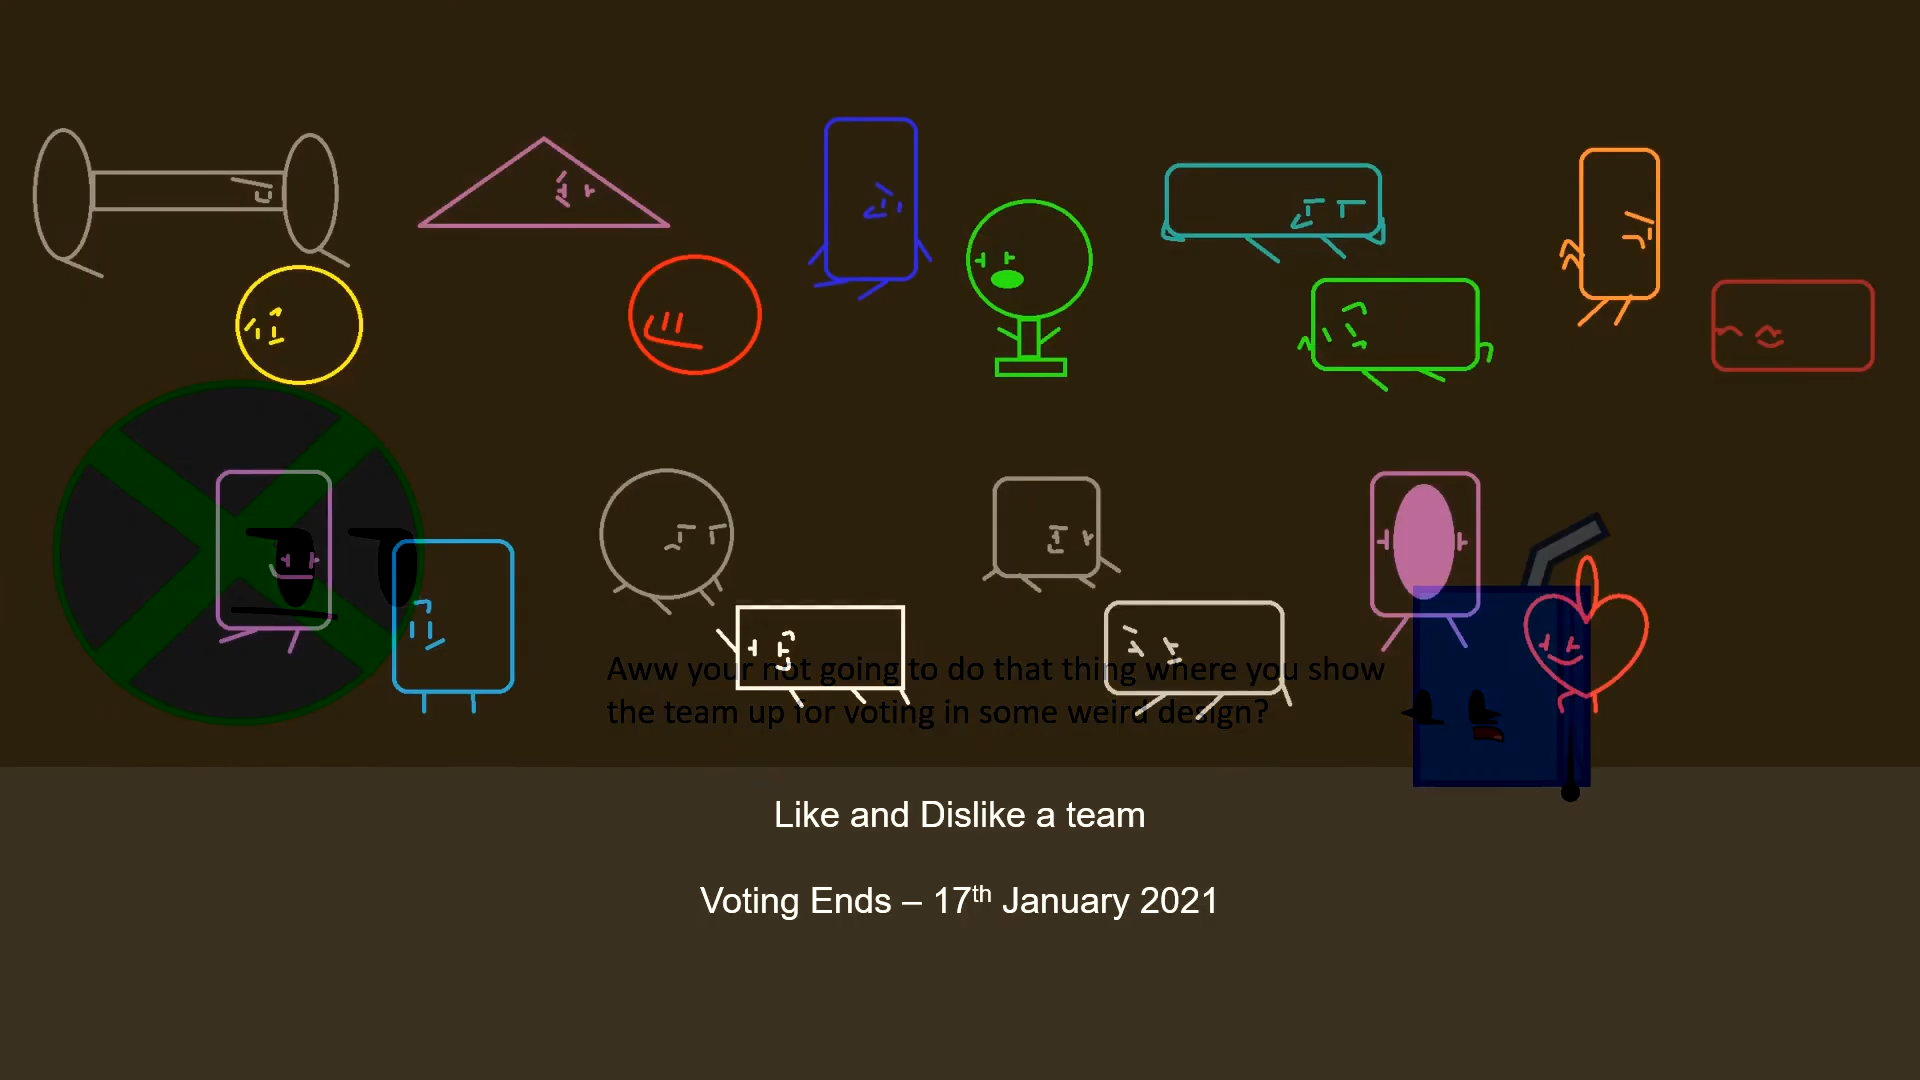 Aww your not going to do that thing where you show
the team up for voting in some weird design?
Like and Dislike a team
Voting Ends – 17th January 2021